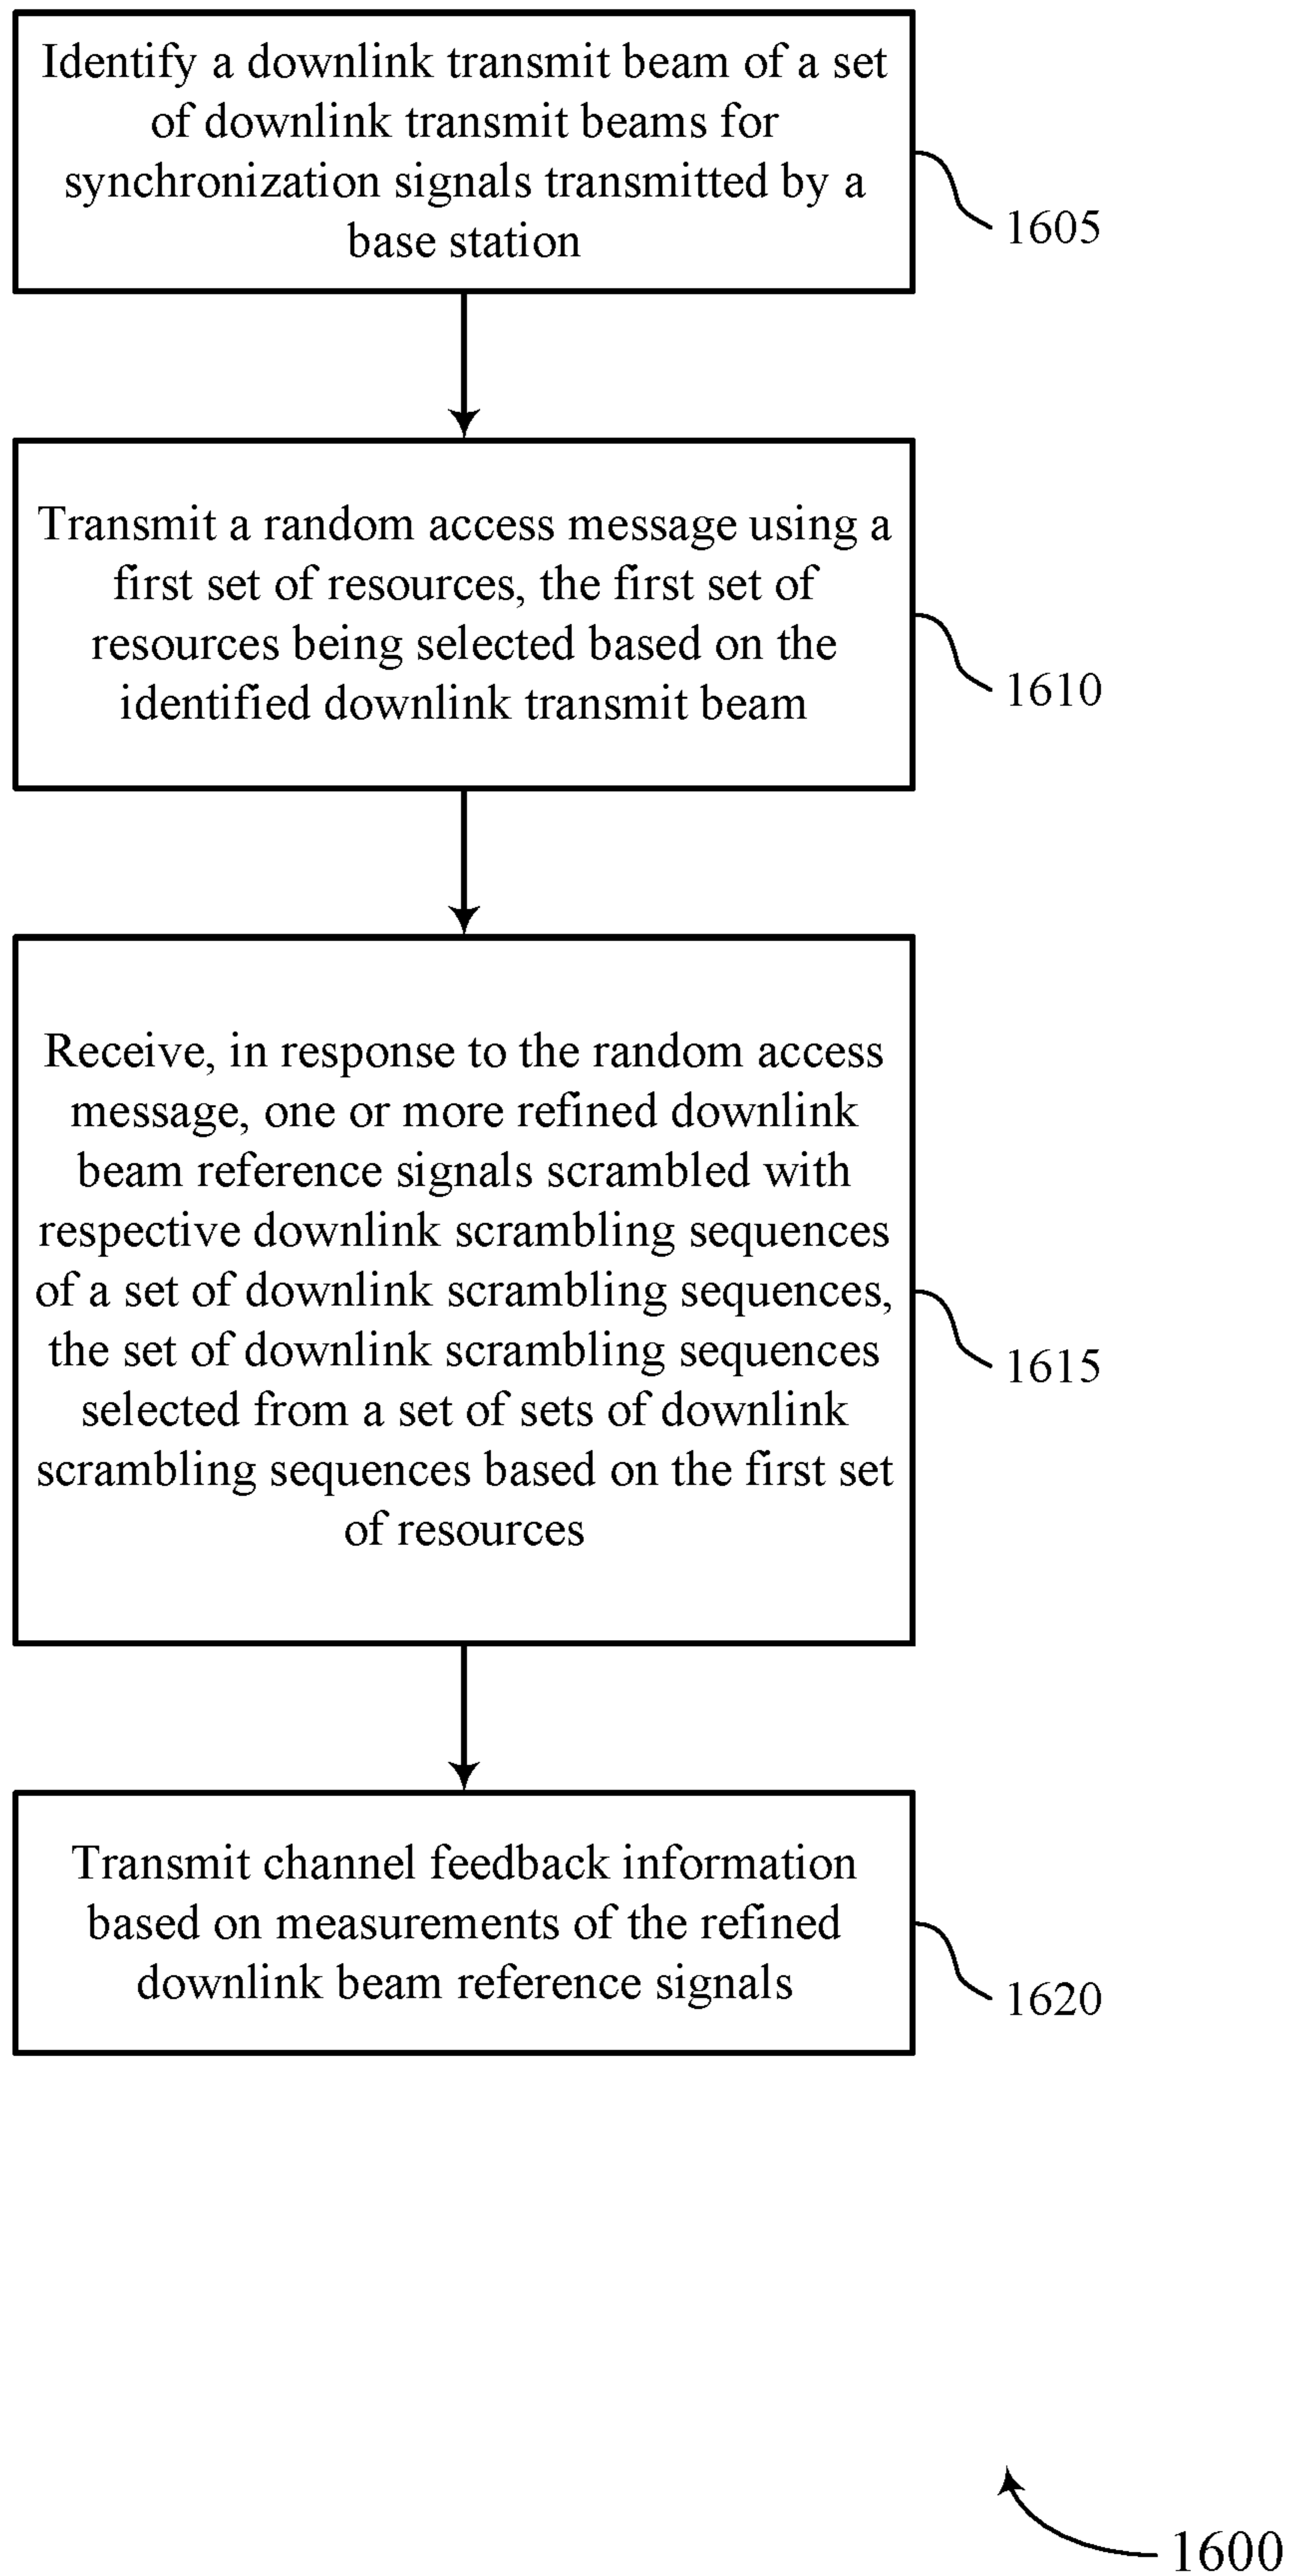 Identify a downlink transmit beam of a set
of downlink transmit beams for
synchronization signals transmitted by a
base station
1605
Transmit a random access message using a
first set of resources, the first set of
resources being selected based on the
identified downlink transmit beam
1610
Receive, in response to the random access
message, one or more refined downlink
beam reference signals scrambled with
respective downlink scrambling sequences
of a set of downlink scrambling sequences,
the set of downlink scrambling sequences
selected from a set of sets of downlink
scrambling sequences based on the first set
of resources
1615
Transmit channel feedback information
based on measurements of the refined
downlink beam reference signals
1620
1600